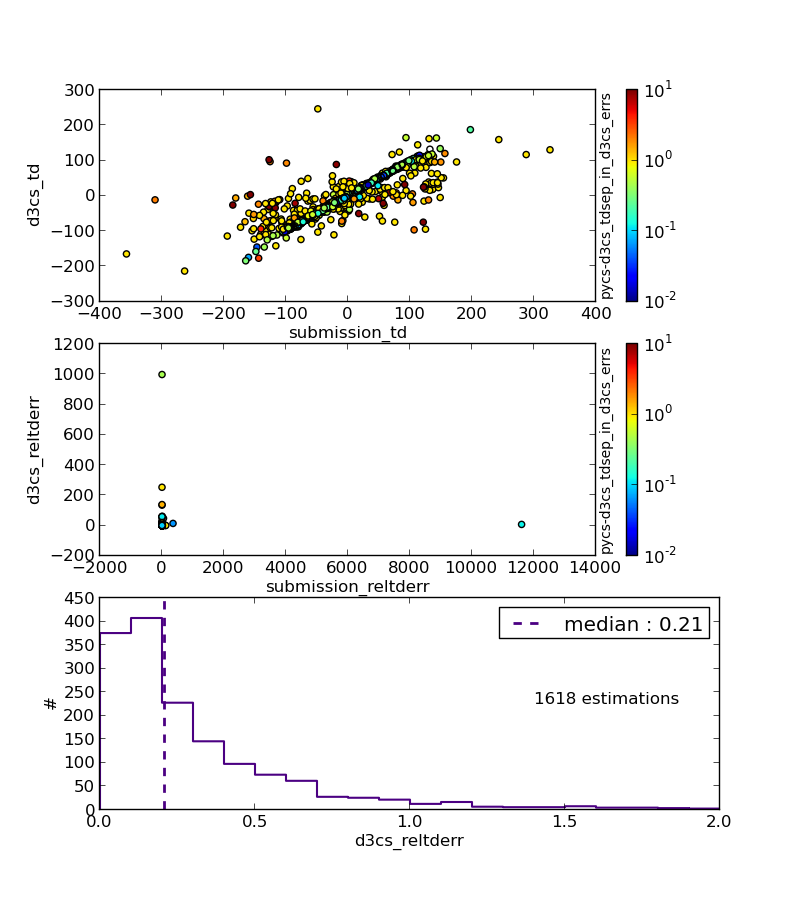 300
200
100
0
−100
−200
−300
d3cs_td
−400 −300 −200 −100 0 100 200 300 400
submission_td
10^1
10^0
10^-1
10^-2
pycs-d3cs_tdsep_in_d3cs_errs
1200
1000
800
600
400
200
0
−200
d3cs_reltderr
−2000 0 2000 4000 6000 8000 10000 12000 14000
submission_reltderr
10^1
10^0
10^-1
10^-2
pycs-d3cs_tdsep_in_d3cs_errs
450
400
350
300
250
200
150
100
50
0
#
median : 0.21
1618 estimations
0.0 0.5 1.0 1.5 2.0
d3cs_reltderr